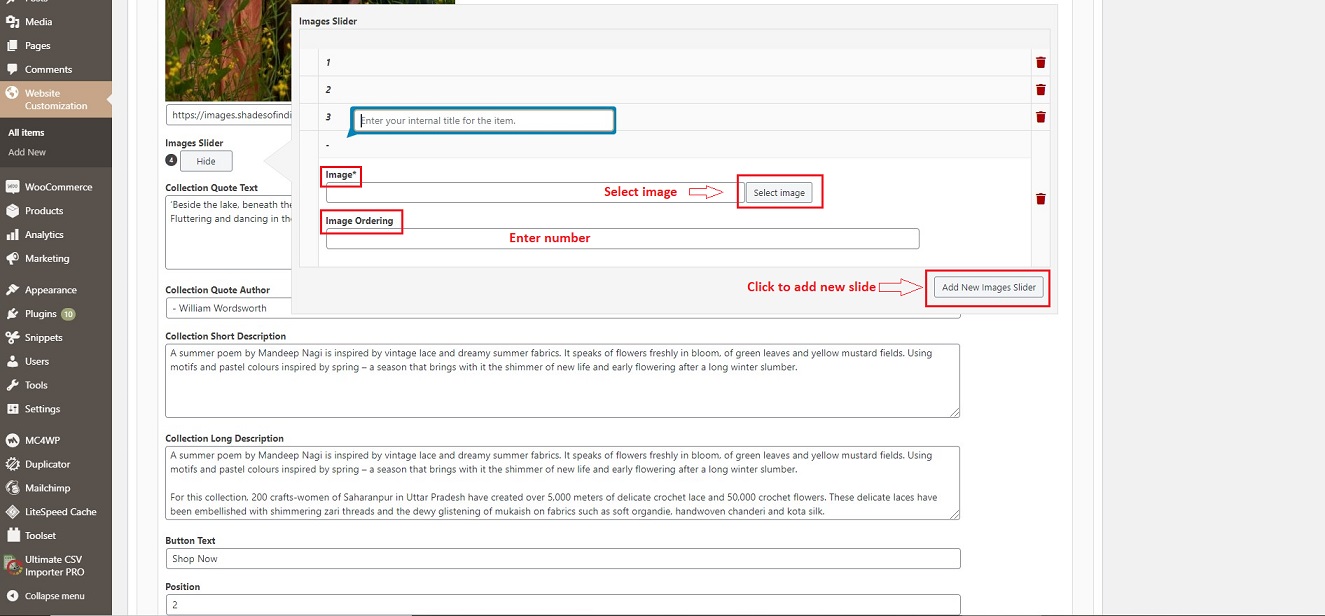 Posts
Media
Pages
Comments
Website
Customization
All items
Add New
WooCommerce
Products
Analytics
Marketing
Appearance
Plugins 10
Snippets
Users
Tools
Settings
MC4WP
Duplicator
Mailchimp
LiteSpeed Cache
Toolset
Ultimate CSV
Importer PRO
Collapse menu
https://images.shadesofindi
Images Slider
4 Hide
Images Slider
1
2
3 Enter your internal title for the item.
-
Image*
Select image Select image
Image Ordering
Enter number
Click to add new slide Add New Images Slider
Collection Quote Text
'Beside the lake, beneath the
Fluttering and dancing in the
Collection Quote Author
- William Wordsworth
Collection Short Description
A summer poem by Mandeep Nagi is inspired by vintage lace and dreamy summer fabrics. It speaks of flowers freshly in bloom, of green leaves and yellow mustard fields. Using
motifs and pastel colours inspired by spring – a season that brings with it the shimmer of new life and early flowering after a long winter slumber.
Collection Long Description
A summer poem by Mandeep Nagi is inspired by vintage lace and dreamy summer fabrics. It speaks of flowers freshly in bloom, of green leaves and yellow mustard fields. Using
motifs and pastel colours inspired by spring – a season that brings with it the shimmer of new life and early flowering after a long winter slumber.
For this collection, 200 crafts-women of Saharanpur in Uttar Pradesh have created over 5,000 meters of delicate crochet lace and 50,000 crochet flowers. These delicate laces have
been embellished with shimmering zari threads and the dewy glistening of mukaish on fabrics such as soft organdie, handwoven chanderi and kota silk.
Button Text
Shop Now
Position
2